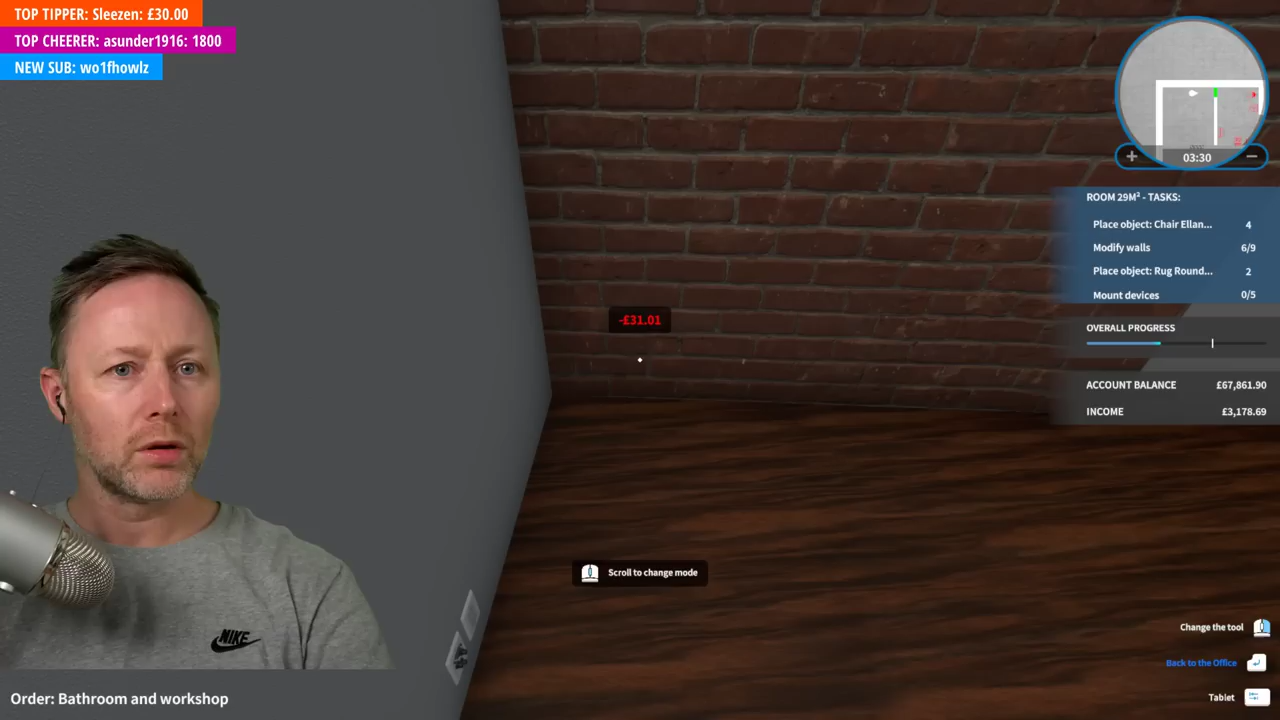 TOP TIPPER: Sleezen: £30.00
TOP CHEERER: asunder1916: 1800
NEW SUB: wo1fhowlz
03:30
ROOM 29M² - TASKS:
Place object: Chair Ellan... 4
Modify walls 6/9
Place object: Rug Round... 2
Mount devices 0/5
OVERALL PROGRESS
ACCOUNT BALANCE £67,861.90
INCOME £3,178.69
-£31.01
Scroll to change mode
NIKE
Change the tool
Back to the Office
Tablet
Order: Bathroom and workshop